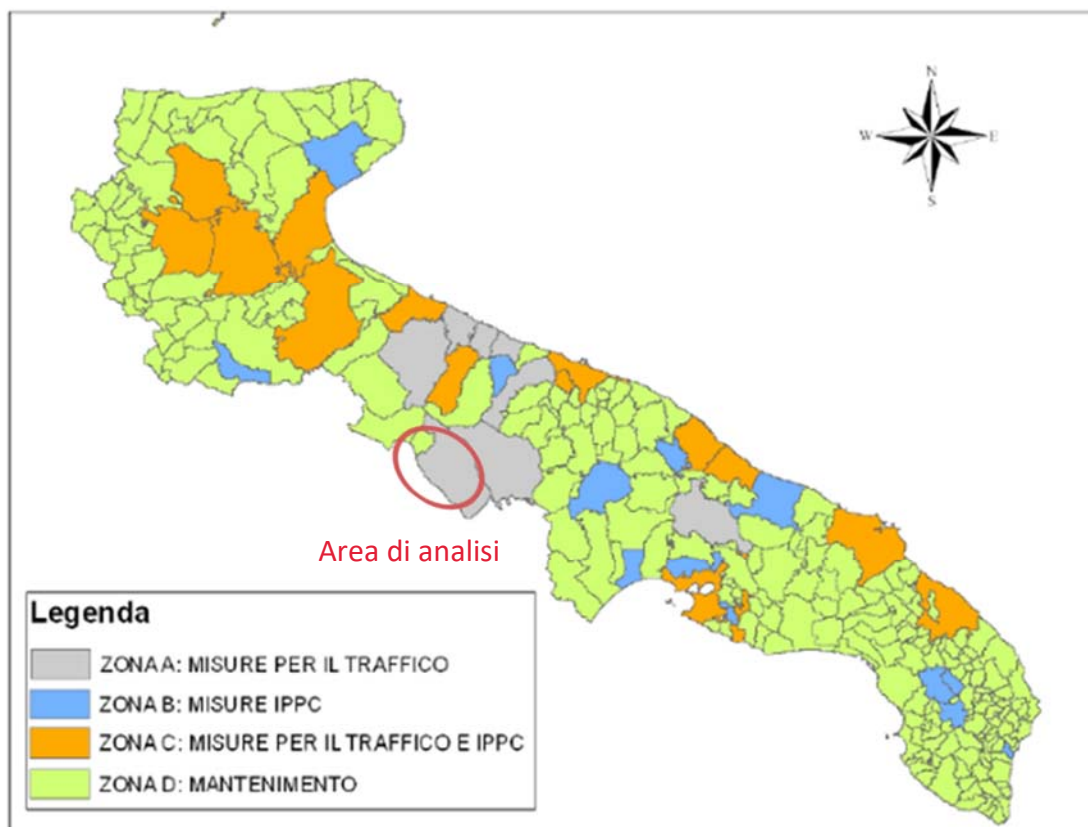 N
W E
S
Area di analisi
Legenda
ZONA A: MISURE PER IL TRAFFICO
ZONA B: MISURE IPPC
ZONA C: MISURE PER IL TRAFFICO E IPPC
ZONA D: MANTENIMENTO